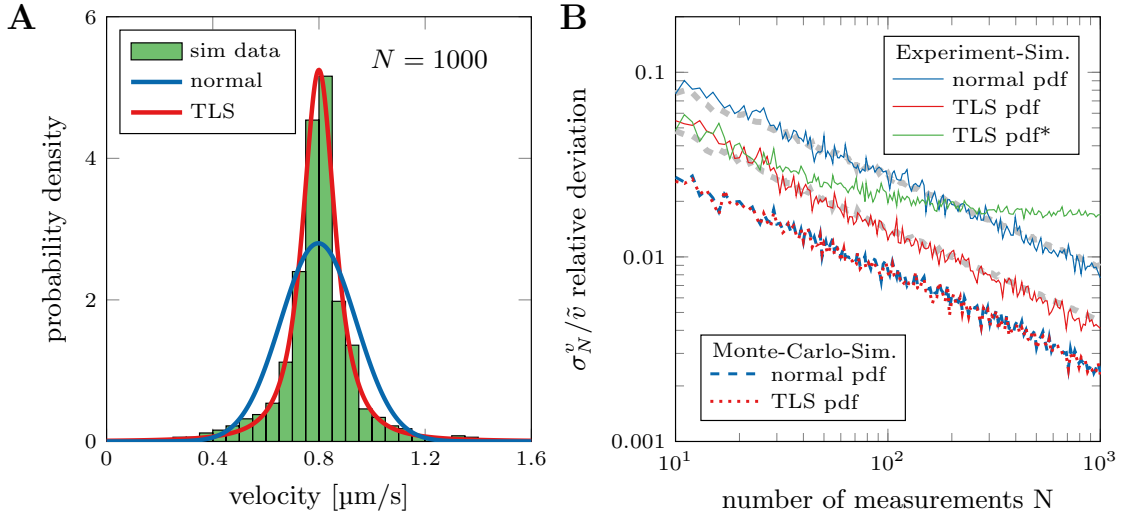 A
6
4
2
0
0.4
0.8
1.2
1.6
probability density
velocity [µm/s]
sim data
normal
TLS
N = 1000
B
0.1
0.01
0.001
10^1
10^2
10^3
σ_N^v/ṽ relative deviation
number of measurements N
Experiment-Sim.
normal pdf
TLS pdf
TLS pdf*
Monte-Carlo-Sim.
normal pdf
TLS pdf